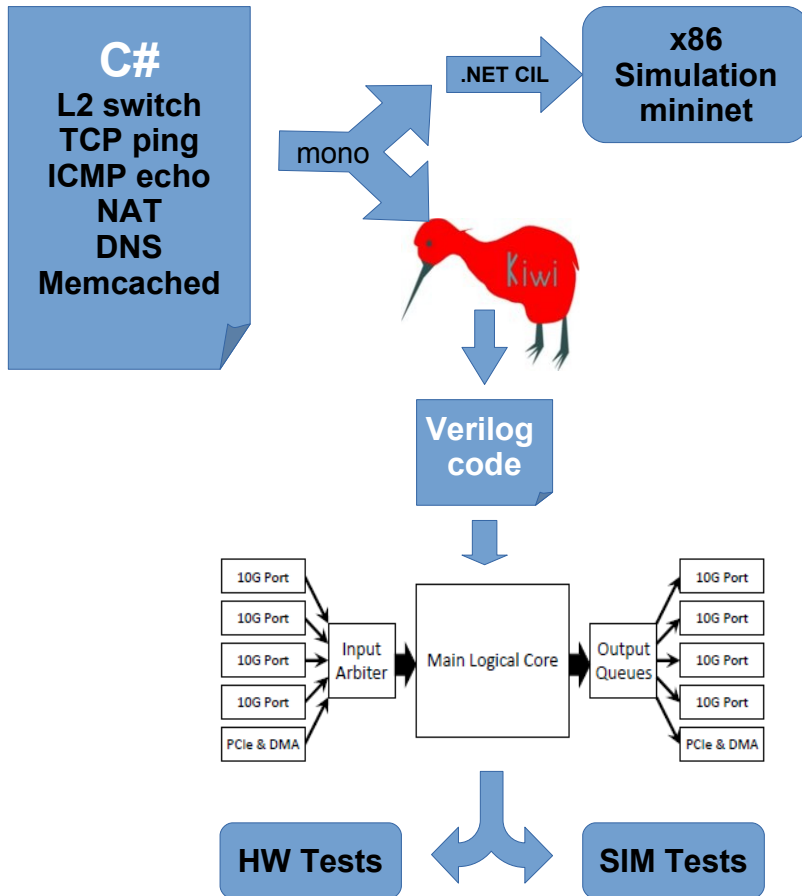 C#
L2 switch
TCP ping
ICMP echo
NAT
DNS
Memcached
mono
.NET CIL
x86
Simulation
mininet
Kiwi
Verilog
code
10G Port
10G Port
10G Port
10G Port
PCIe & DMA
Input
Arbiter
Main Logical Core
Output
Queues
10G Port
10G Port
10G Port
10G Port
PCIe & DMA
HW Tests
SIM Tests